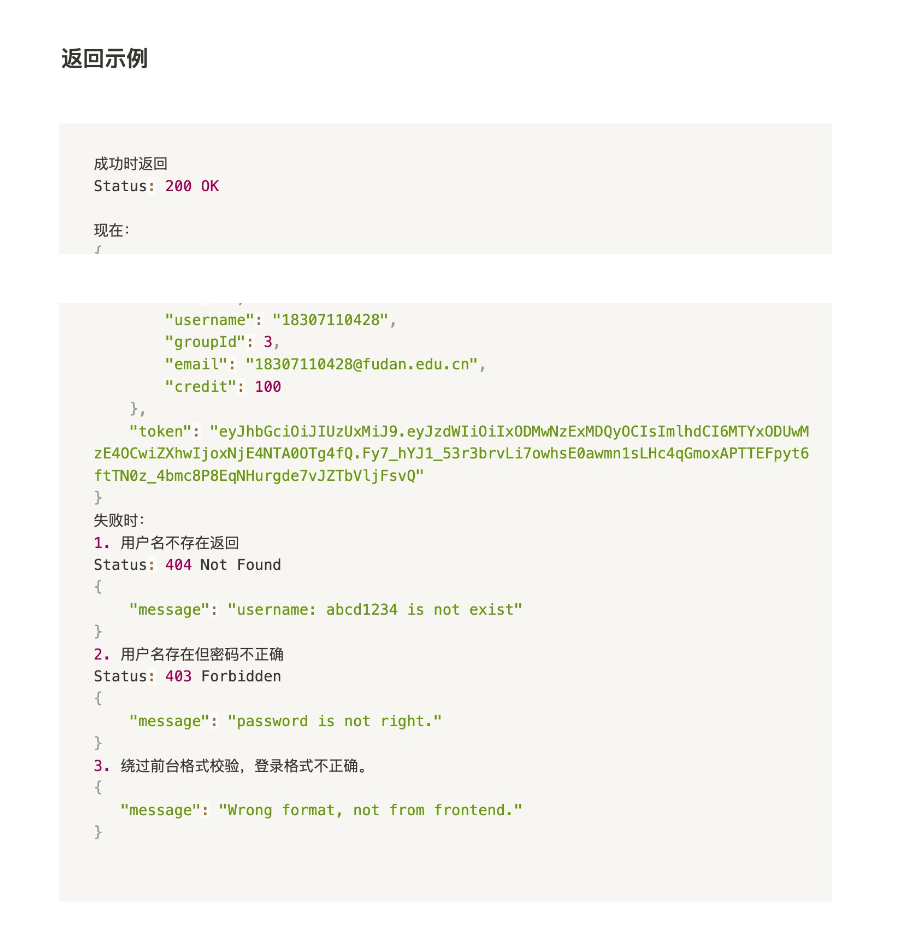 返回示例
成功时返回
Status: 200 OK
现在:
{
"username": "18307110428",
"groupId": 3,
"email": "18307110428@fudan.edu.cn",
"credit": 100
},
"token": "eyJhbGciOiJIUzUxMiJ9.eyJzdWIiOiIxODMwNzExMDQyOCIsImlhdCI6MTYxODUwM
zE4OCwiZXhwIjoxNjE4NTA0OTg4fQ.Fy7_hYJ1_53r3brvLi7owhsE0awmn1sLHc4qGmoxAPTTEFpyt6
ftTN0z_4bmc8P8EqNHurgde7vJZTbVljFsvQ"
}
失败时:
1. 用户名不存在返回
Status: 404 Not Found
{
"message": "username: abcd1234 is not exist"
}
2. 用户名存在但密码不正确
Status: 403 Forbidden
{
"message": "password is not right."
}
3. 绕过前台格式校验，登录格式不正确。
{
"message": "Wrong format, not from frontend."
}